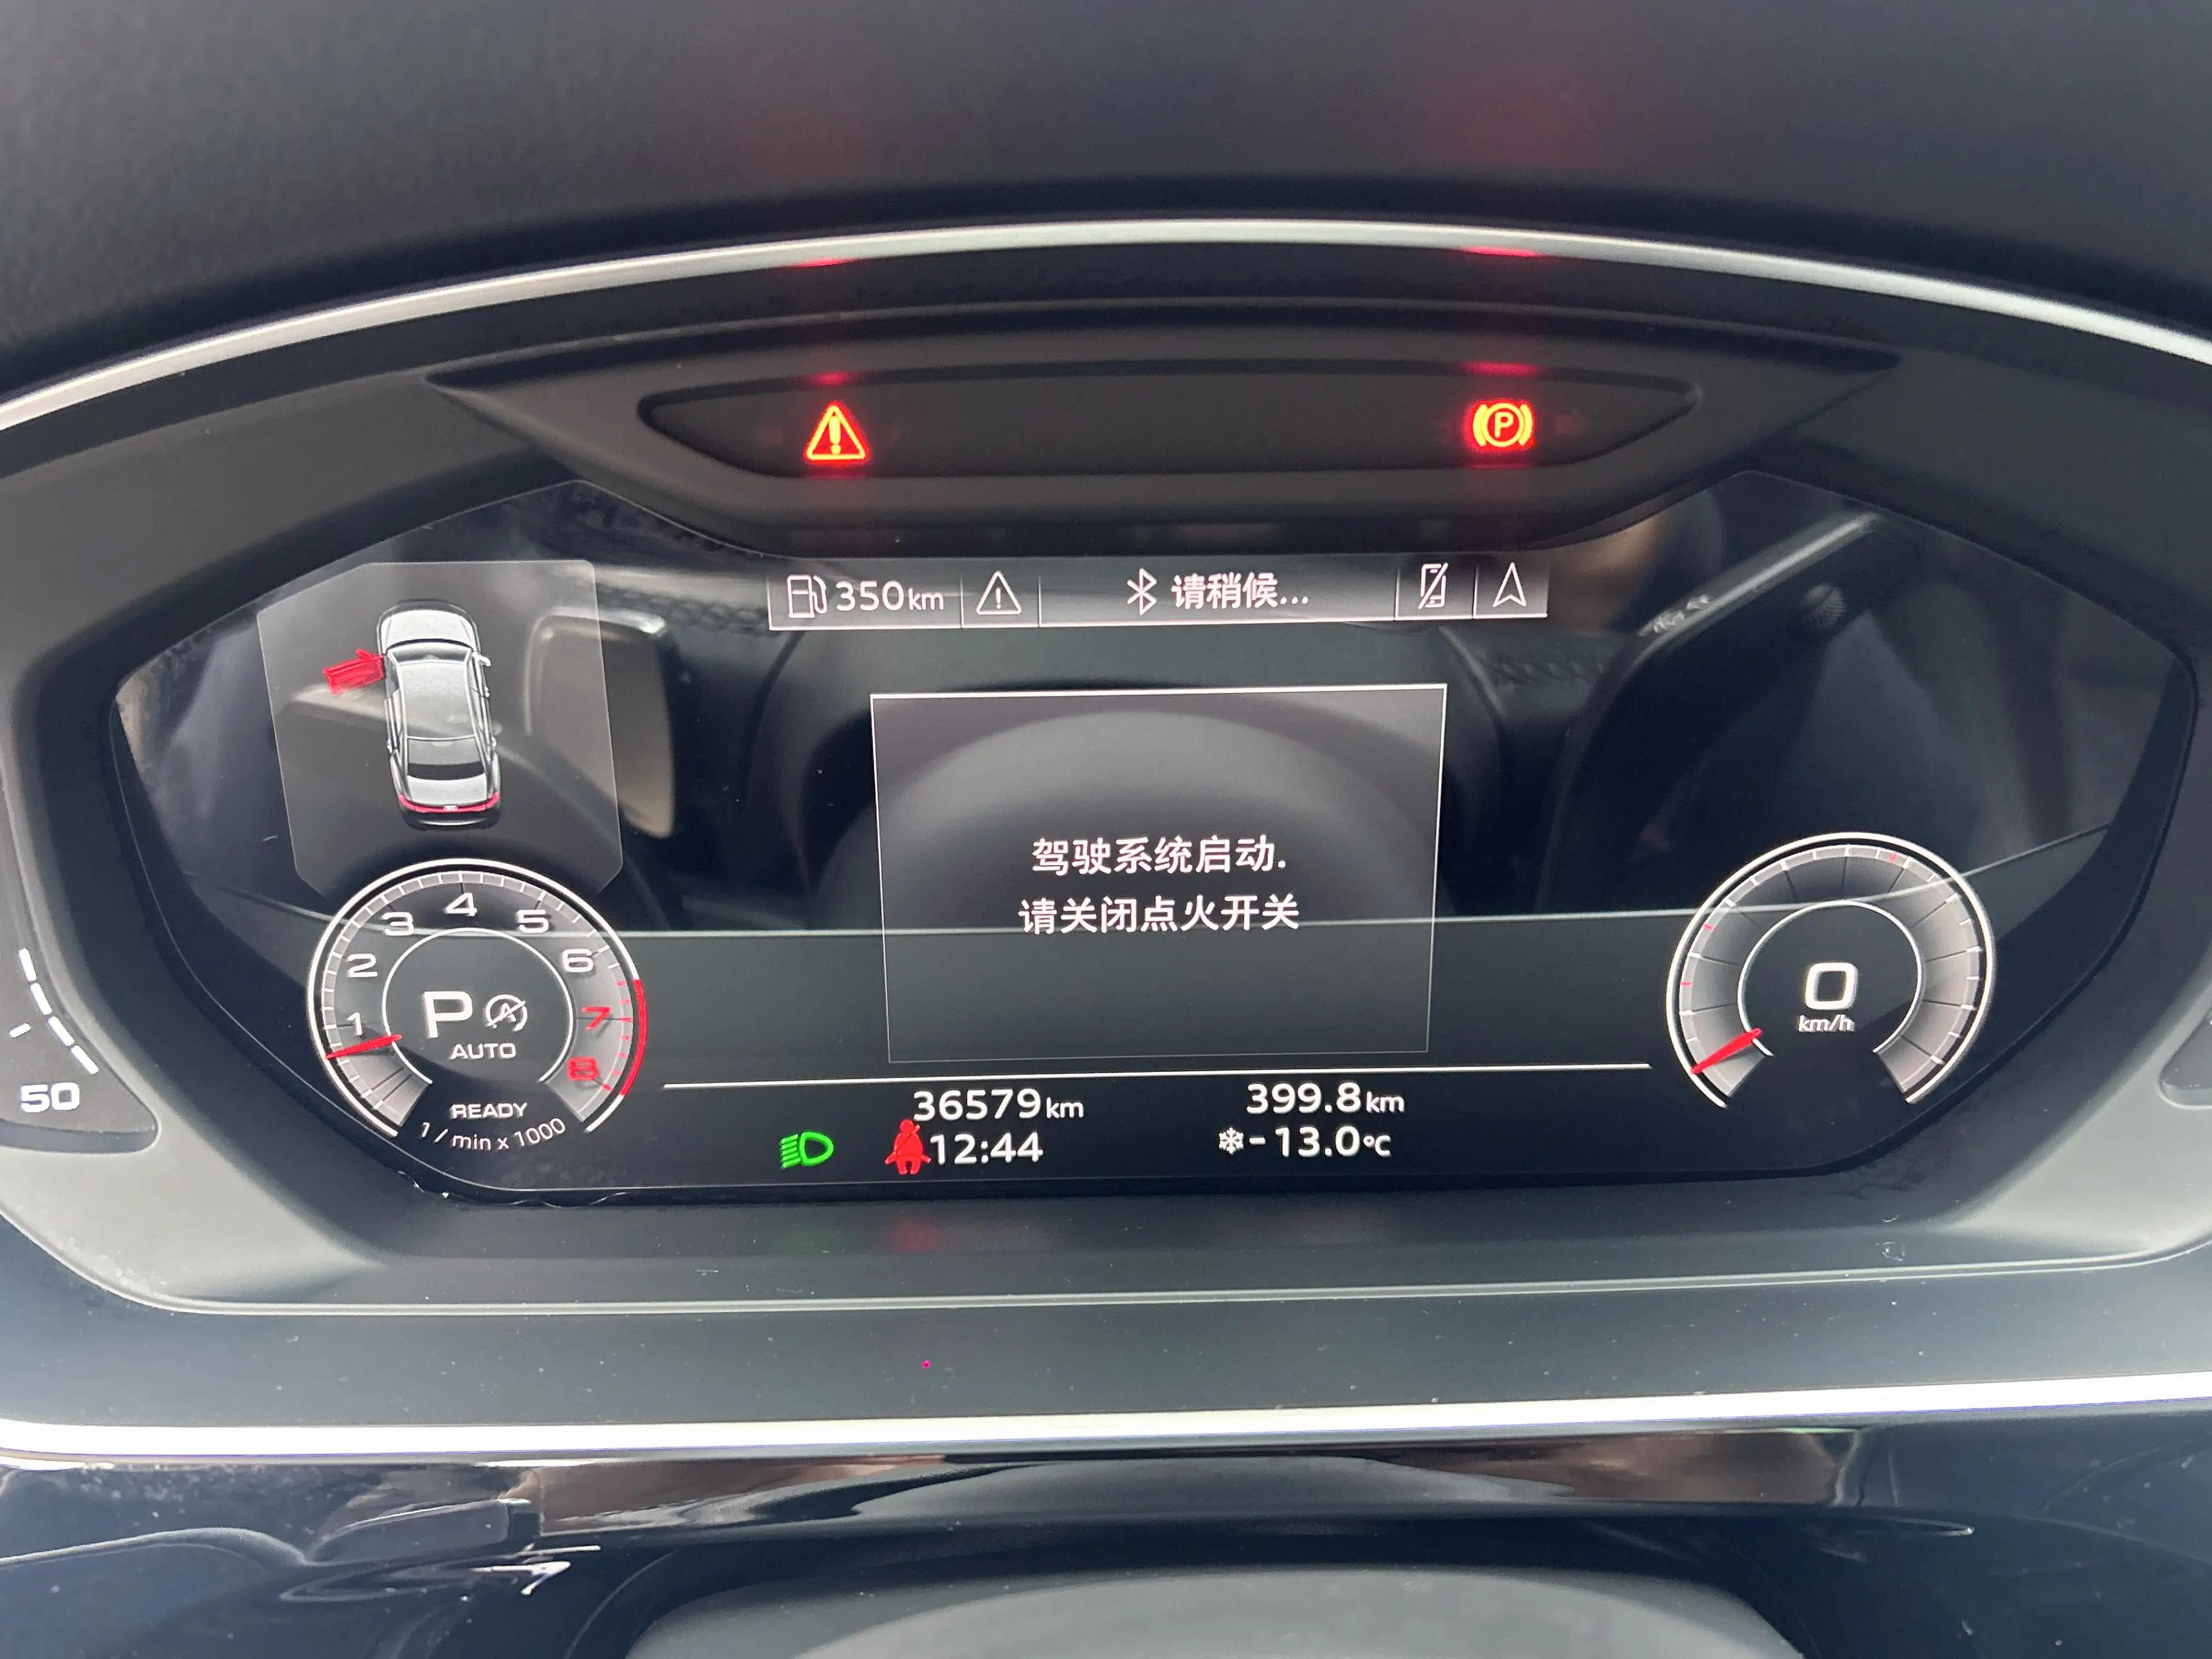 350km
请稍候...
驾驶系统启动.
请关闭点火开关
1 2 3 4 5 6 7 8
P
AUTO
READY
1 / min x 1000
0
km/h
50
36579km
399.8km
12:44
-13.0°C
P
A